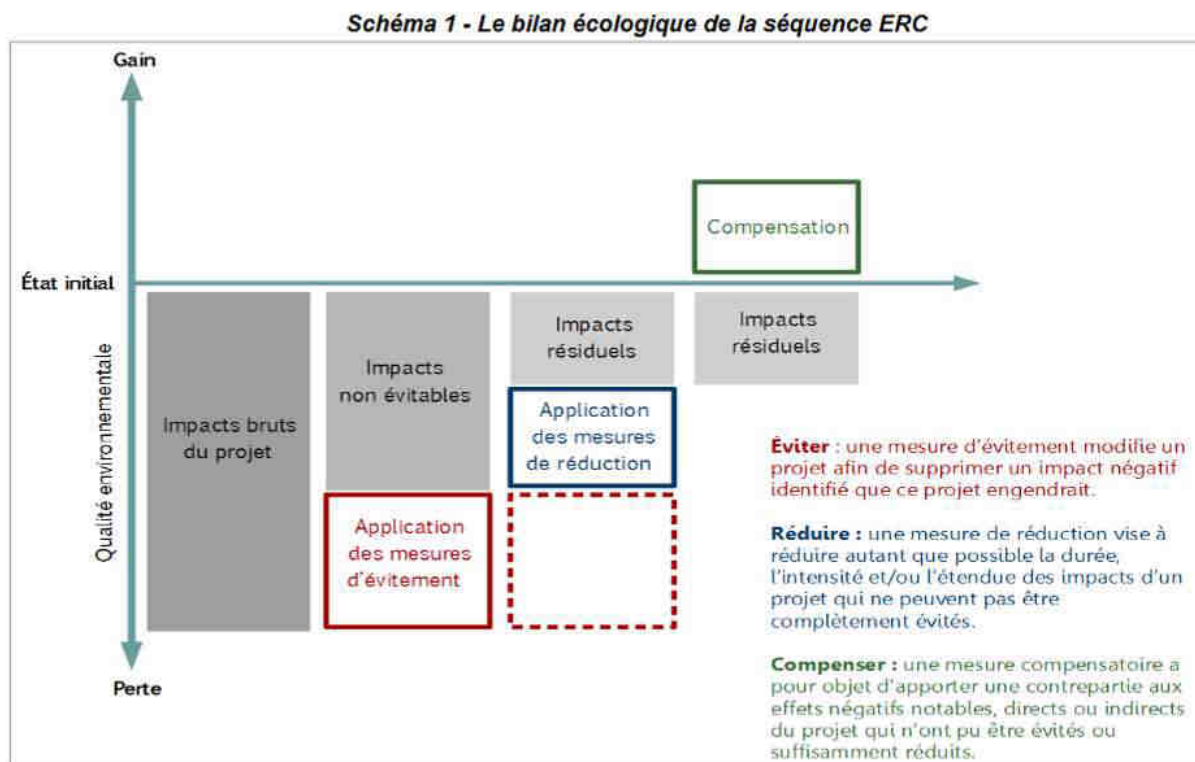 Schéma 1 - Le bilan écologique de la séquence ERC
Gain
Compensation
État initial
Qualité environnementale
Impacts bruts
du projet
Impacts
non évitables
Application
des mesures
d'évitement
Impacts
résiduels
Application
des mesures
de réduction
Impacts
résiduels
Perte
Éviter : une mesure d'évitement modifie un
projet afin de supprimer un impact négatif
identifié que ce projet engendrait.
Réduire : une mesure de réduction vise à
réduire autant que possible la durée,
l'intensité et/ou l'étendue des impacts d'un
projet qui ne peuvent pas être
complètement évités.
Compenser : une mesure compensatoire a
pour objet d'apporter une contrepartie aux
effets négatifs notables, directs ou indirects
du projet qui n'ont pu être évités ou
suffisamment réduits.